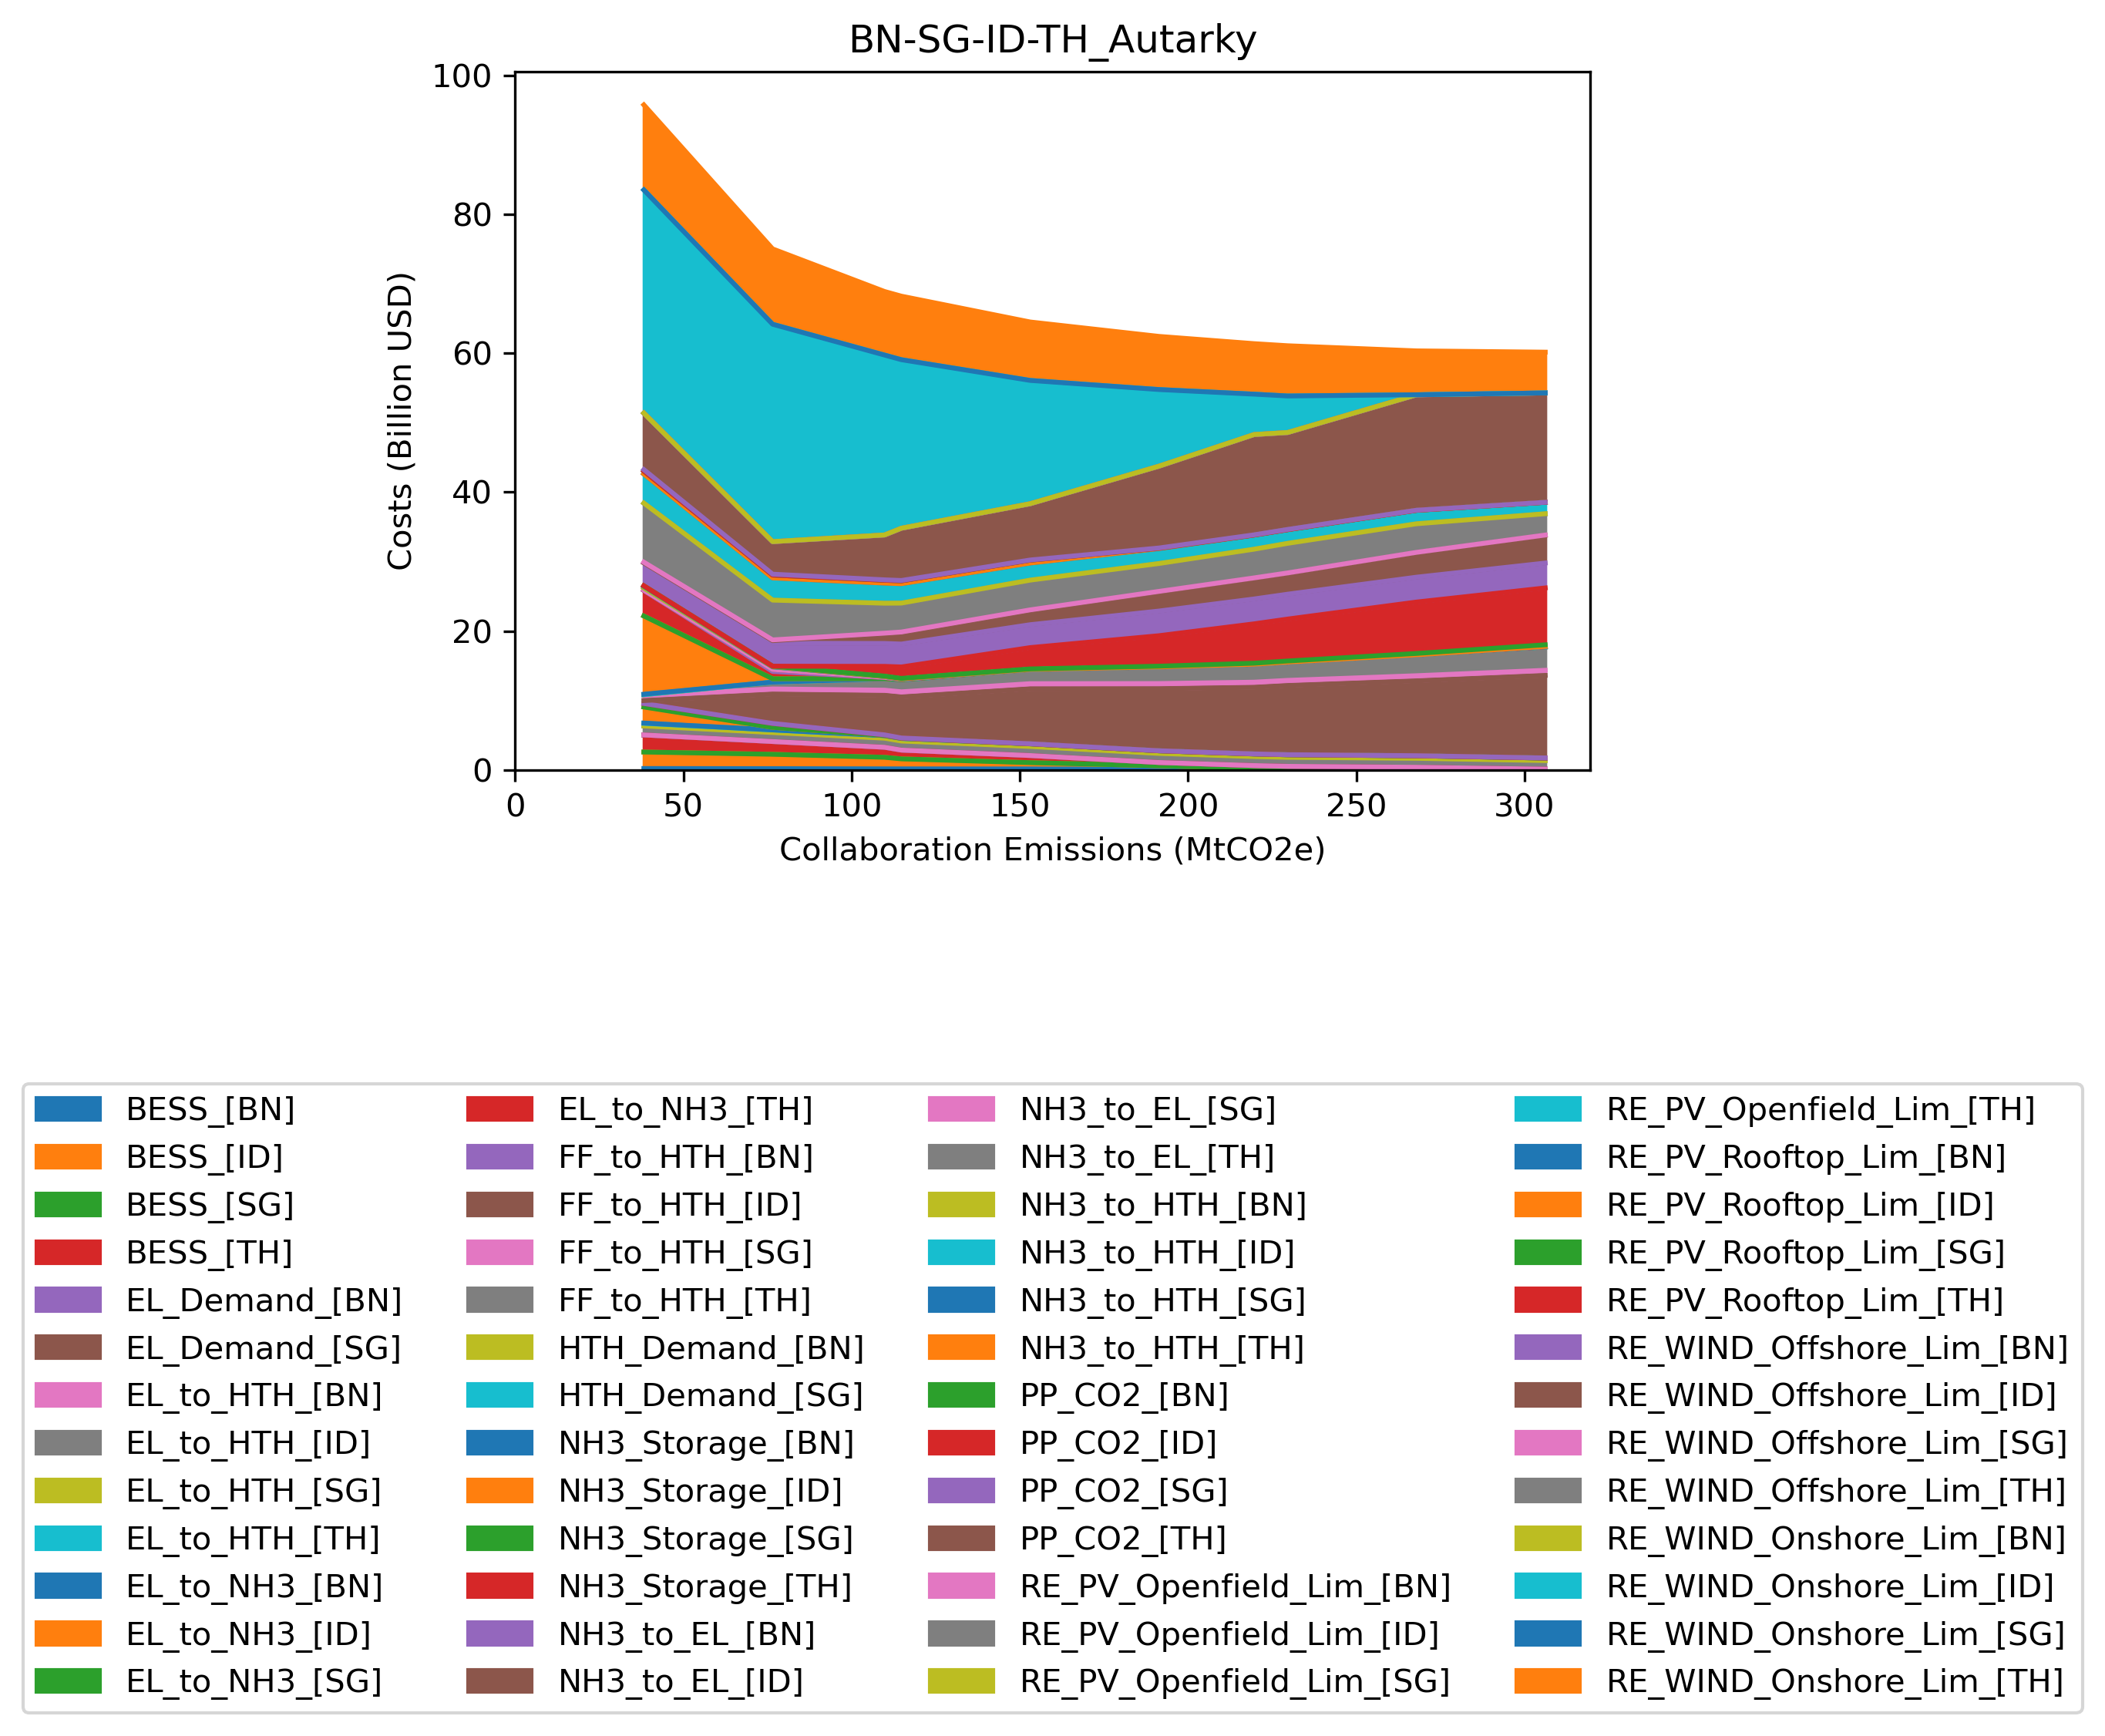 BN-SG-ID-TH_Autarky
100
80
60
40
20
0
Costs (Billion USD)
0 50 100 150 200 250 300
Collaboration Emissions (MtCO2e)
BESS_[BN]
BESS_[ID]
BESS_[SG]
BESS_[TH]
EL_Demand_[BN]
EL_Demand_[SG]
EL_to_HTH_[BN]
EL_to_HTH_[ID]
EL_to_HTH_[SG]
EL_to_HTH_[TH]
EL_to_NH3_[BN]
EL_to_NH3_[ID]
EL_to_NH3_[SG]
EL_to_NH3_[TH]
FF_to_HTH_[BN]
FF_to_HTH_[ID]
FF_to_HTH_[SG]
FF_to_HTH_[TH]
HTH_Demand_[BN]
HTH_Demand_[SG]
NH3_Storage_[BN]
NH3_Storage_[ID]
NH3_Storage_[SG]
NH3_Storage_[TH]
NH3_to_EL_[BN]
NH3_to_EL_[ID]
NH3_to_EL_[SG]
NH3_to_EL_[TH]
NH3_to_HTH_[BN]
NH3_to_HTH_[ID]
NH3_to_HTH_[SG]
NH3_to_HTH_[TH]
PP_CO2_[BN]
PP_CO2_[ID]
PP_CO2_[SG]
PP_CO2_[TH]
RE_PV_Openfield_Lim_[BN]
RE_PV_Openfield_Lim_[ID]
RE_PV_Openfield_Lim_[SG]
RE_PV_Openfield_Lim_[TH]
RE_PV_Rooftop_Lim_[BN]
RE_PV_Rooftop_Lim_[ID]
RE_PV_Rooftop_Lim_[SG]
RE_PV_Rooftop_Lim_[TH]
RE_WIND_Offshore_Lim_[BN]
RE_WIND_Offshore_Lim_[ID]
RE_WIND_Offshore_Lim_[SG]
RE_WIND_Offshore_Lim_[TH]
RE_WIND_Onshore_Lim_[BN]
RE_WIND_Onshore_Lim_[ID]
RE_WIND_Onshore_Lim_[SG]
RE_WIND_Onshore_Lim_[TH]